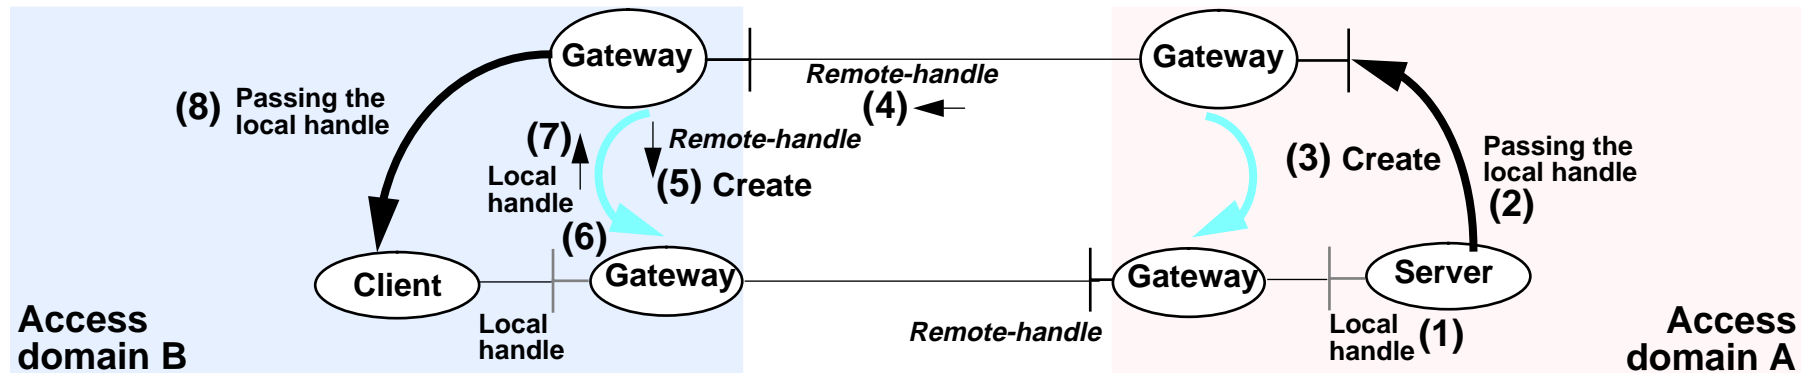 Gateway
Gateway
Remote-handle
(4)
(8) Passing the
local handle
(7)
Remote-handle
(5) Create
Local
handle
(6)
(3) Create
Passing the
local handle
(2)
Client
Gateway
Gateway
Server
Local
handle
Remote-handle
Local
handle (1)
Access
domain B
Access
domain A